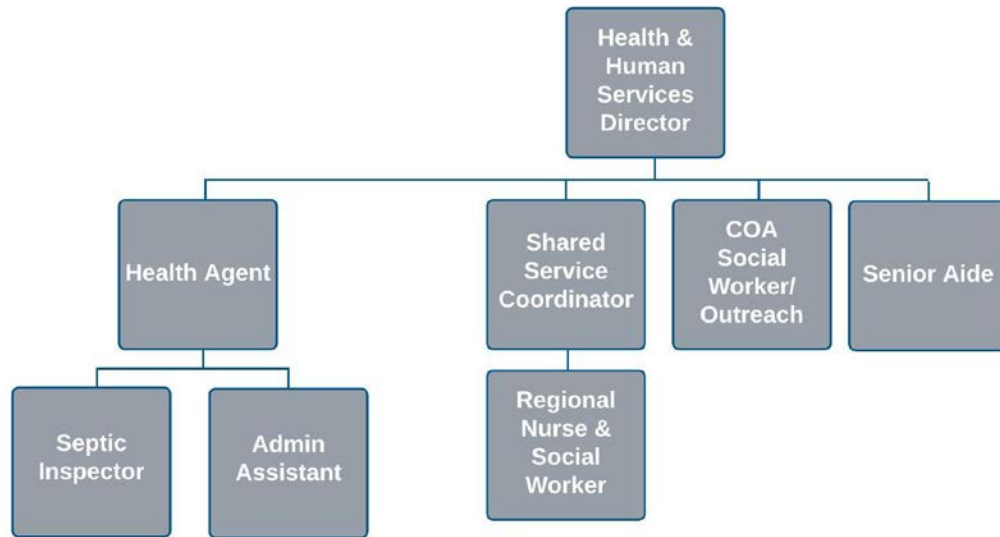 Health &
Human
Services
Director
Health Agent
Shared
Service
Coordinator
COA
Social
Worker/
Outreach
Senior Aide
Septic
Inspector
Admin
Assistant
Regional
Nurse &
Social
Worker